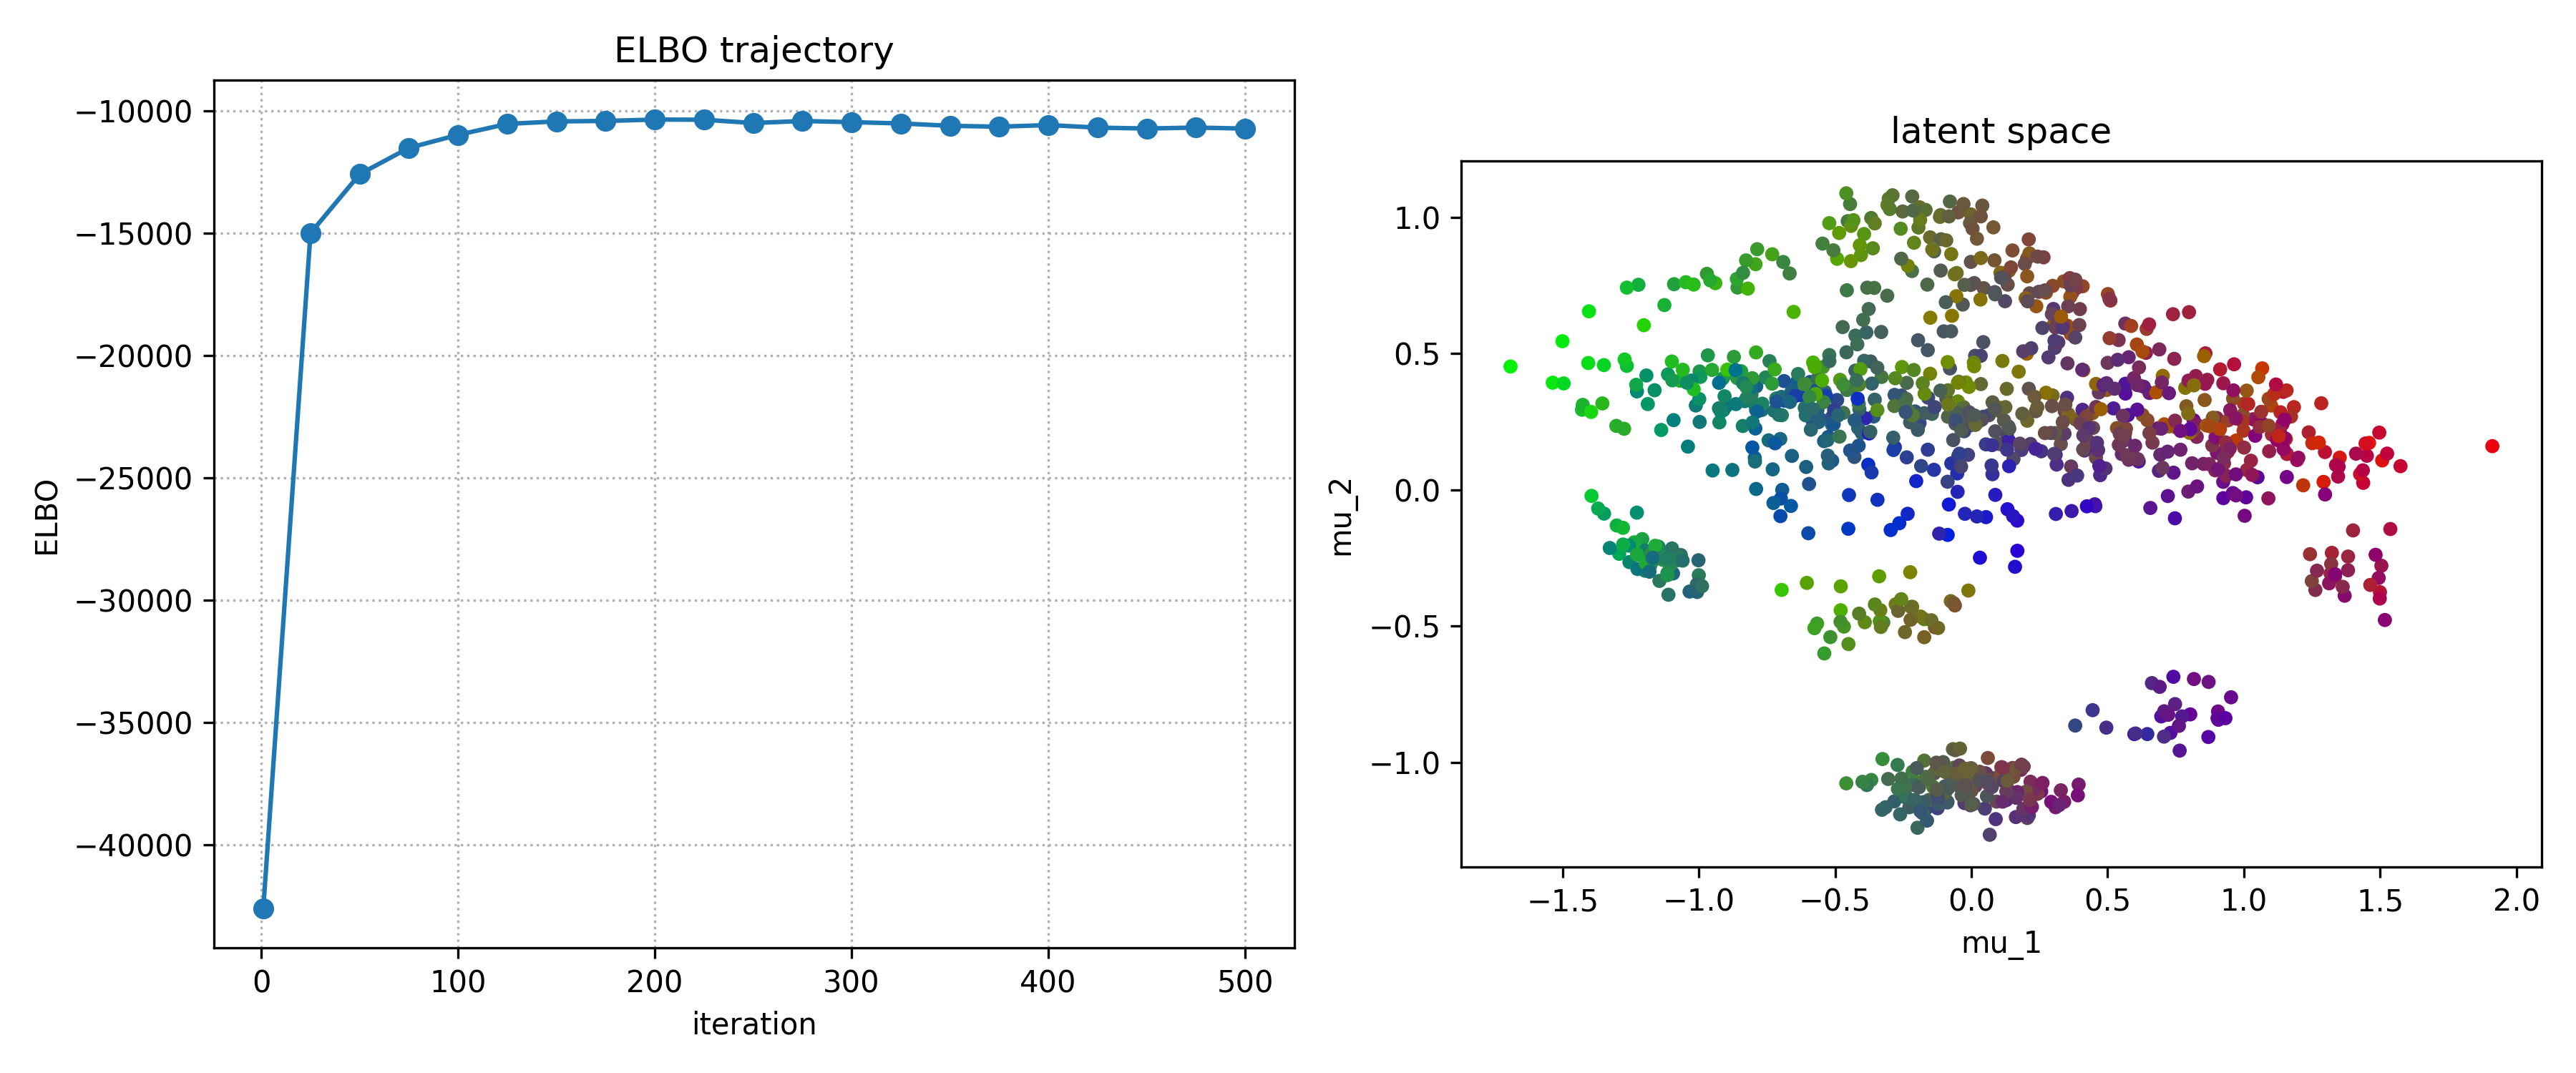 ELBO trajectory
−10000
−15000
−20000
−25000
−30000
−35000
−40000
ELBO
0 100 200 300 400 500
iteration
latent space
1.0
0.5
0.0
−0.5
−1.0
mu_2
−1.5 −1.0 −0.5 0.0 0.5 1.0 1.5 2.0
mu_1